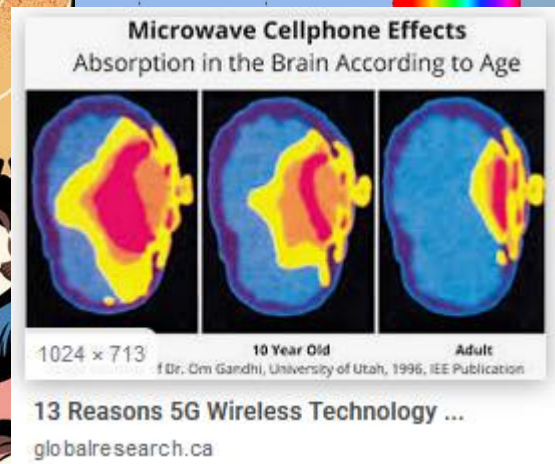 Microwave Cellphone Effects
Absorption in the Brain According to Age
10 Year Old
Adult
1024 × 713
f Dr. Om Gandhi, University of Utah, 1996, IEE Publication
13 Reasons 5G Wireless Technology ...
globalresearch.ca